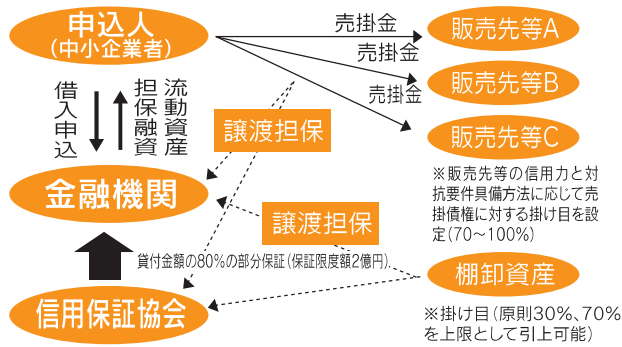 申込人
（中小企業者）
売掛金
販売先等A
売掛金
販売先等B
売掛金
販売先等C
借入申込
担保融資
流動資産
譲渡担保
※販売先等の信用力と対
抗要件具備方法に応じて売
掛債権に対する掛け目を設
定（70～100％）
金融機関
譲渡担保
貸付金額の80％の部分保証（保証限度額2億円）
棚卸資産
信用保証協会
※掛け目（原則30％、70％
を上限として引上可能）